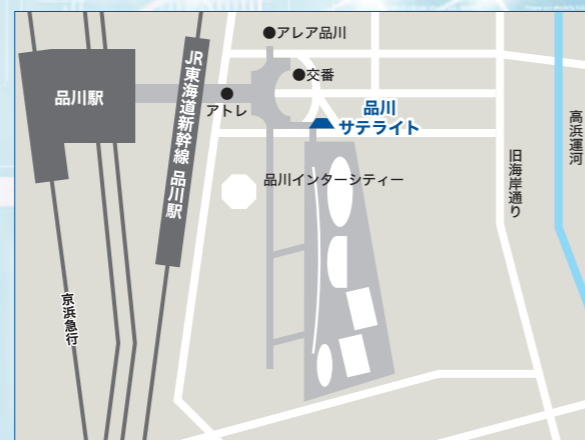 ●アレア品川
●交番
品川駅
アトレ
JR東海道新幹線 品川駅
品川
サテライト
品川インターシティー
旧海岸通り
高浜運河
京浜急行